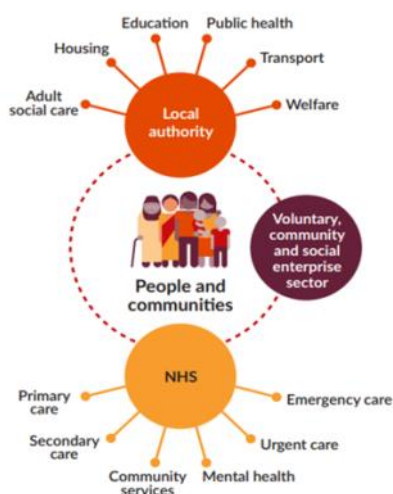 Education
Public health
Housing
Transport
Adult
social care
Local
authority
Welfare
Voluntary,
community
and social
enterprise
sector
People and
communities
NHS
Primary
care
Emergency care
Secondary
care
Urgent care
Community
services
Mental health